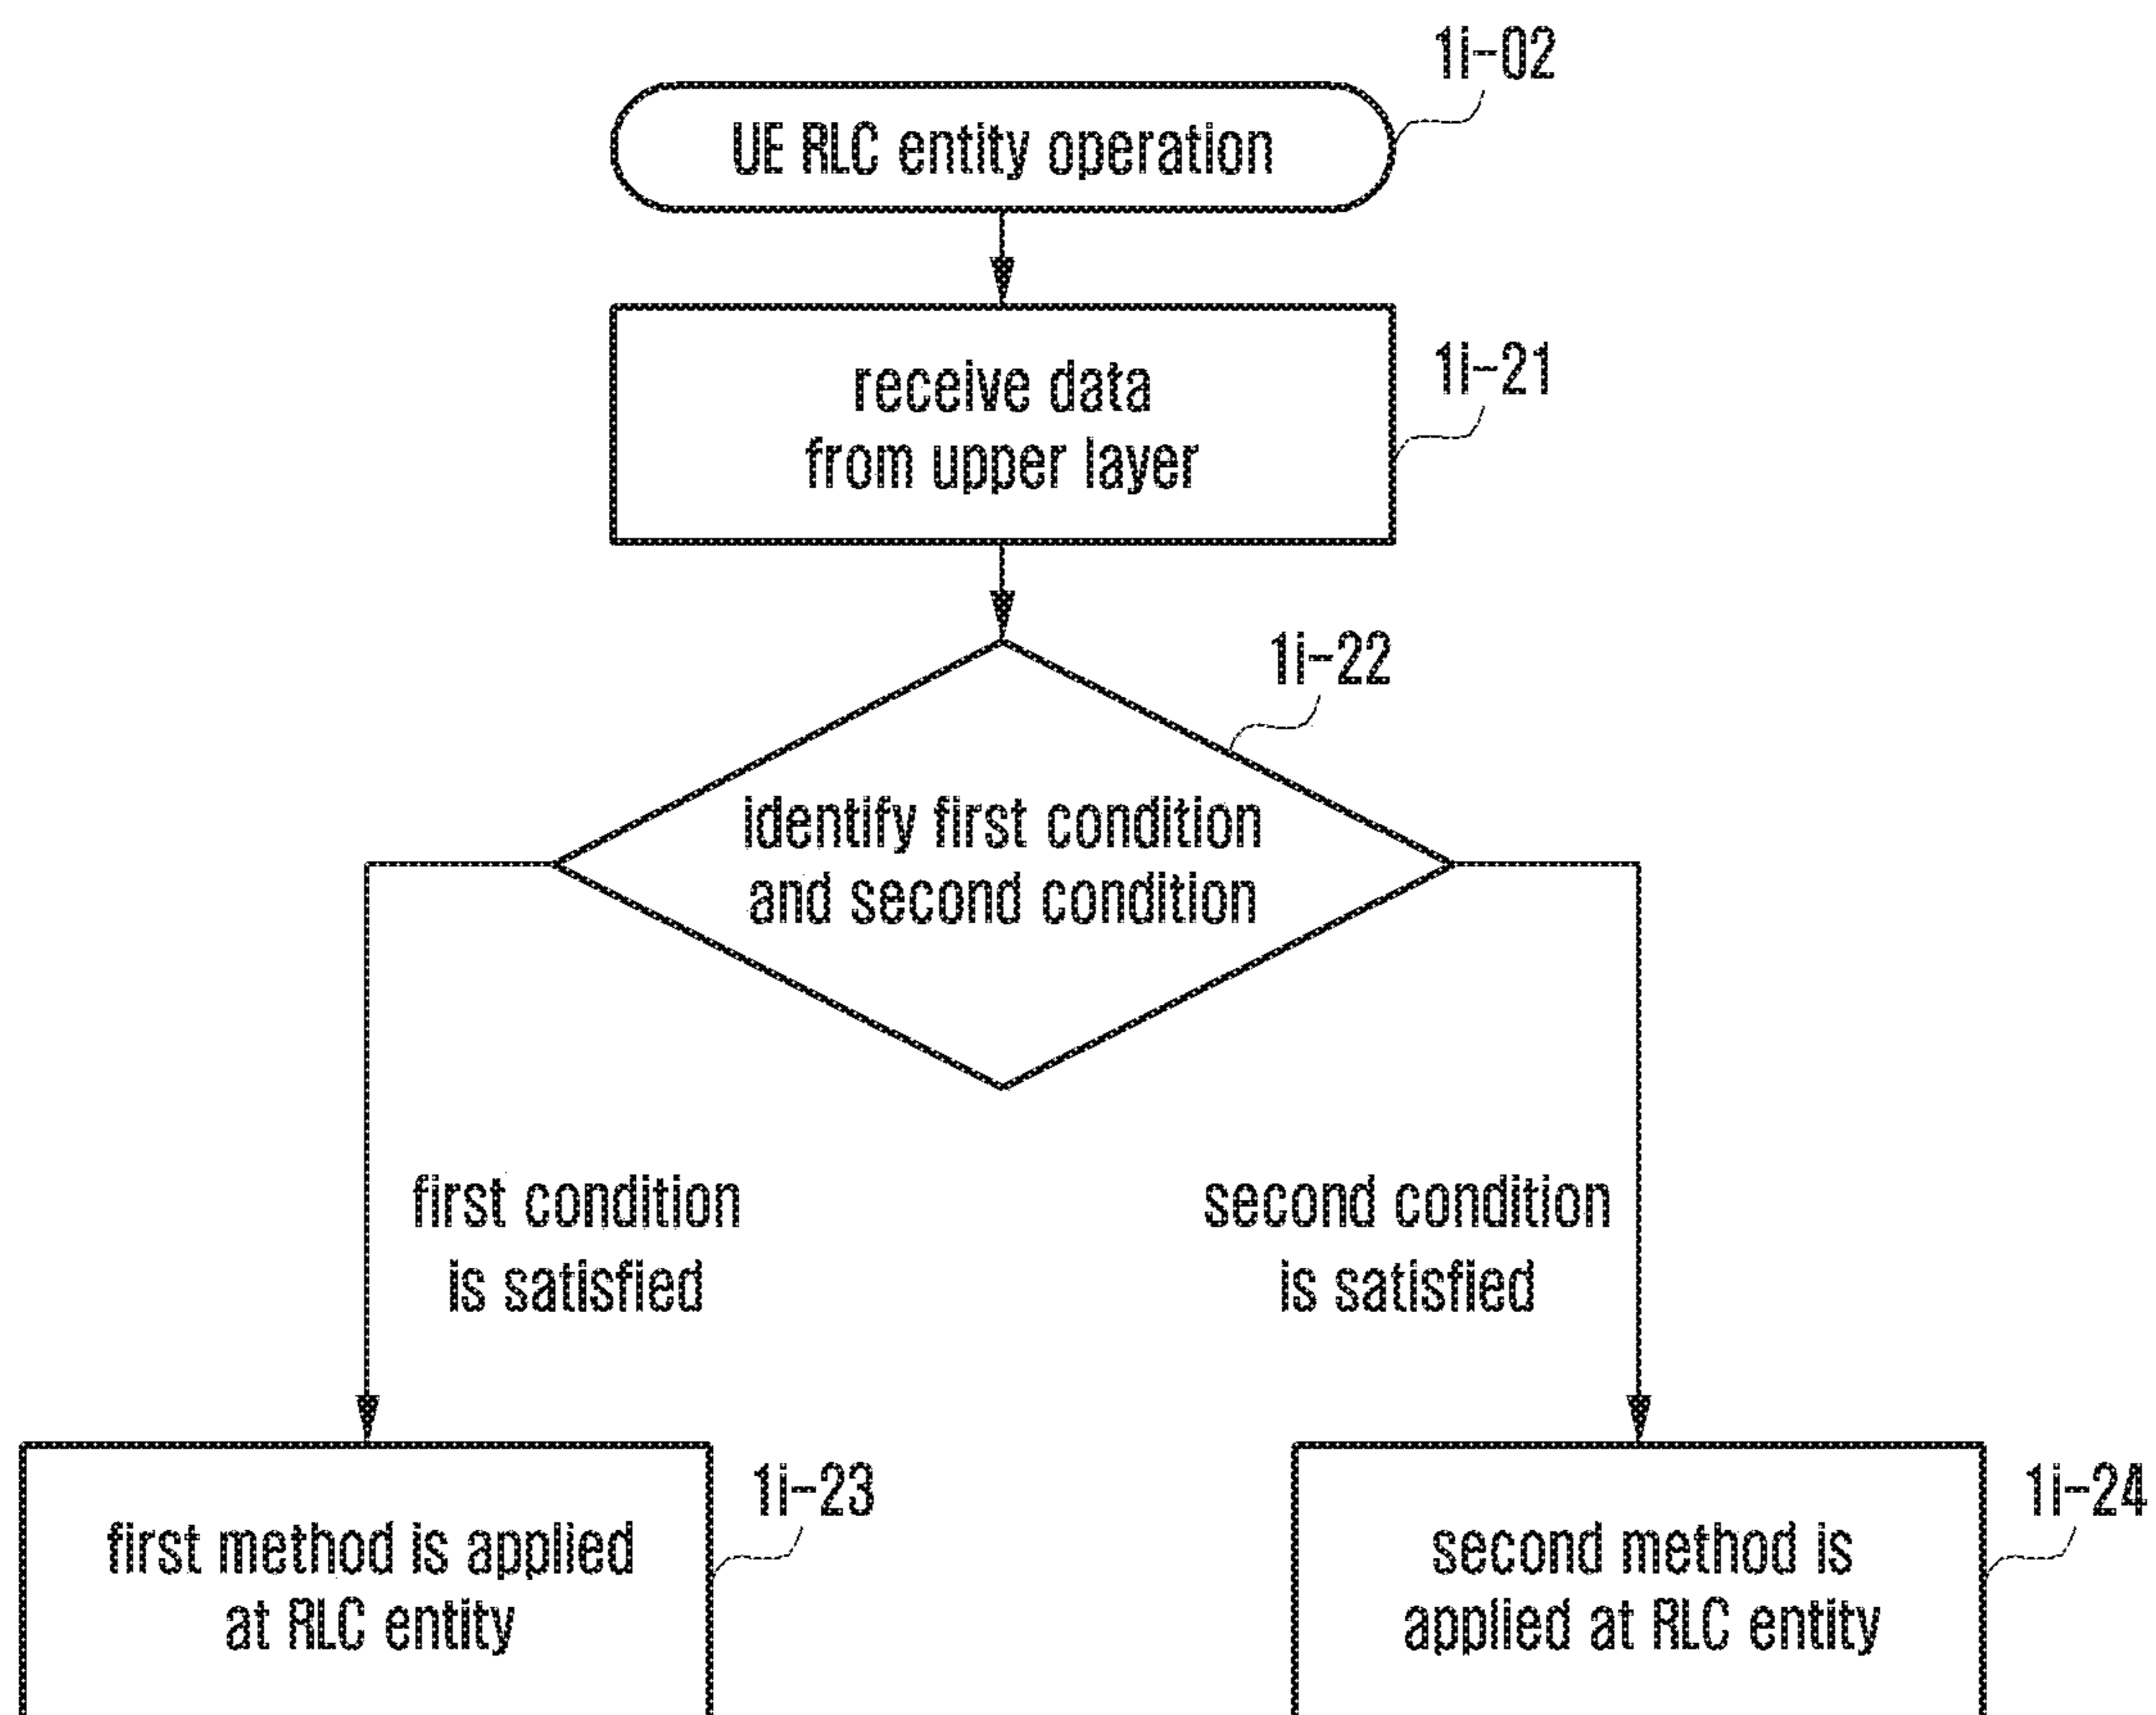 1i-02
UE RLC entity operation
receive data
from upper layer
1i-21
1i-22
identify first condition
and second condition
first condition
is satisfied
second condition
is satisfied
first method is applied
at RLC entity
1i-23
second method is
applied at RLC entity
1i-24